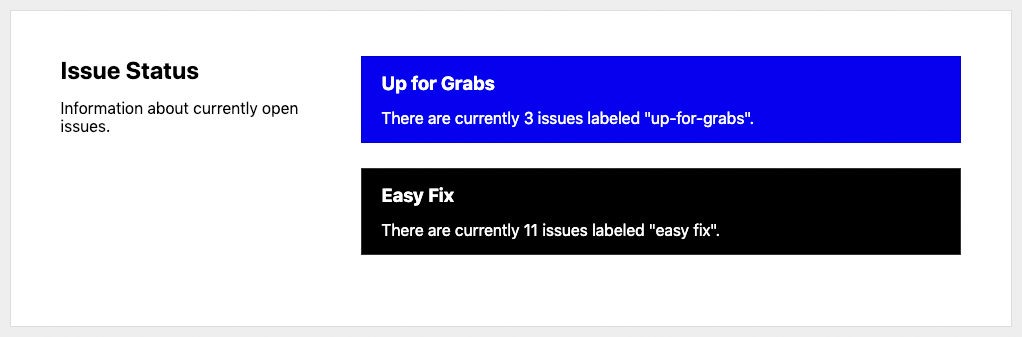 Issue Status
Information about currently open
issues.
Up for Grabs
There are currently 3 issues labeled "up-for-grabs".
Easy Fix
There are currently 11 issues labeled "easy fix".